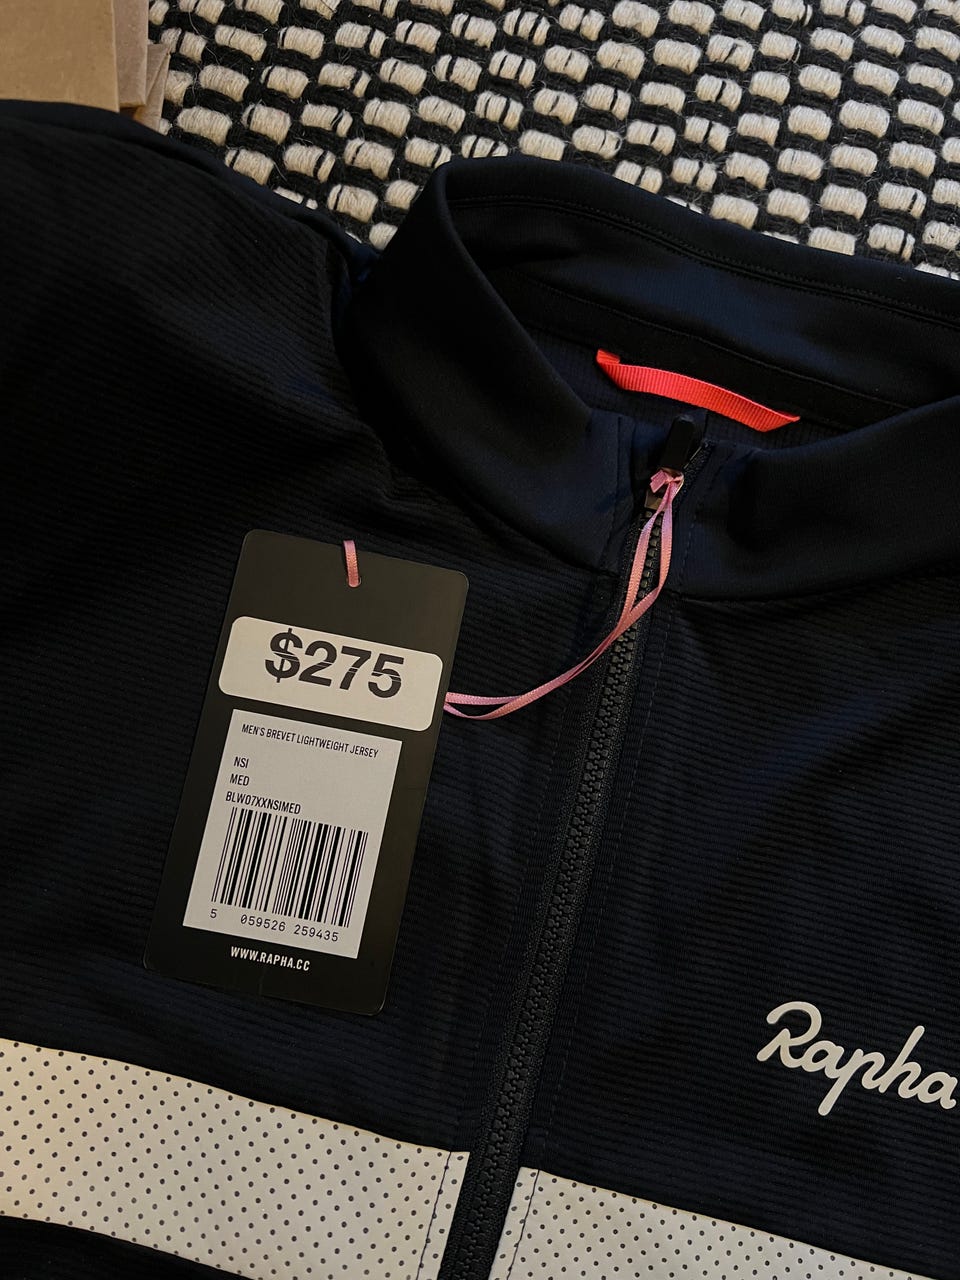 $275
MEN'S BREVET LIGHTWEIGHT JERSEY
NSI
MED
BLW07XXNSIMED
5 059526 259435
WWW.RAPHA.CC
Rapha